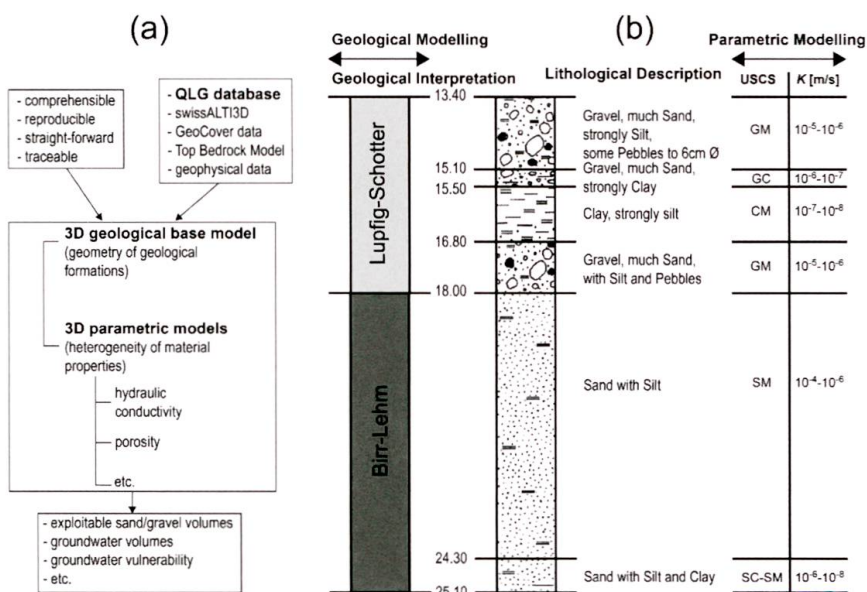 (a)
- comprehensible
- reproducible
- straight-forward
- traceable
- QLG database
- swissALTI3D
- GeoCover data
- Top Bedrock Model
- geophysical data
3D geological base model
(geometry of geological
formations)
3D parametric models
(heterogeneity of material
properties)
hydraulic
conductivity
porosity
etc.
- exploitable sand/gravel volumes
- groundwater volumes
- groundwater vulnerability
- etc.
(b)
Geological Modelling
Parametric Modelling
Geological Interpretation
Lithological Description
USCS
K [m/s]
Lupfig-Schotter
Birr-Lehm
13.40
Gravel, much Sand,
strongly Silt,
some Pebbles to 6cm Ø
GM
10⁻⁵-10⁻⁶
15.10
Gravel, much Sand,
strongly Clay
GC
10⁻⁶-10⁻⁷
15.50
Clay, strongly silt
CM
10⁻⁷-10⁻⁸
16.80
Gravel, much Sand,
with Silt and Pebbles
GM
10⁻⁵-10⁻⁶
18.00
Sand with Silt
SM
10⁻⁴-10⁻⁶
24.30
Sand with Silt and Clay
SC-SM
10⁻⁶-10⁻⁸
25.10